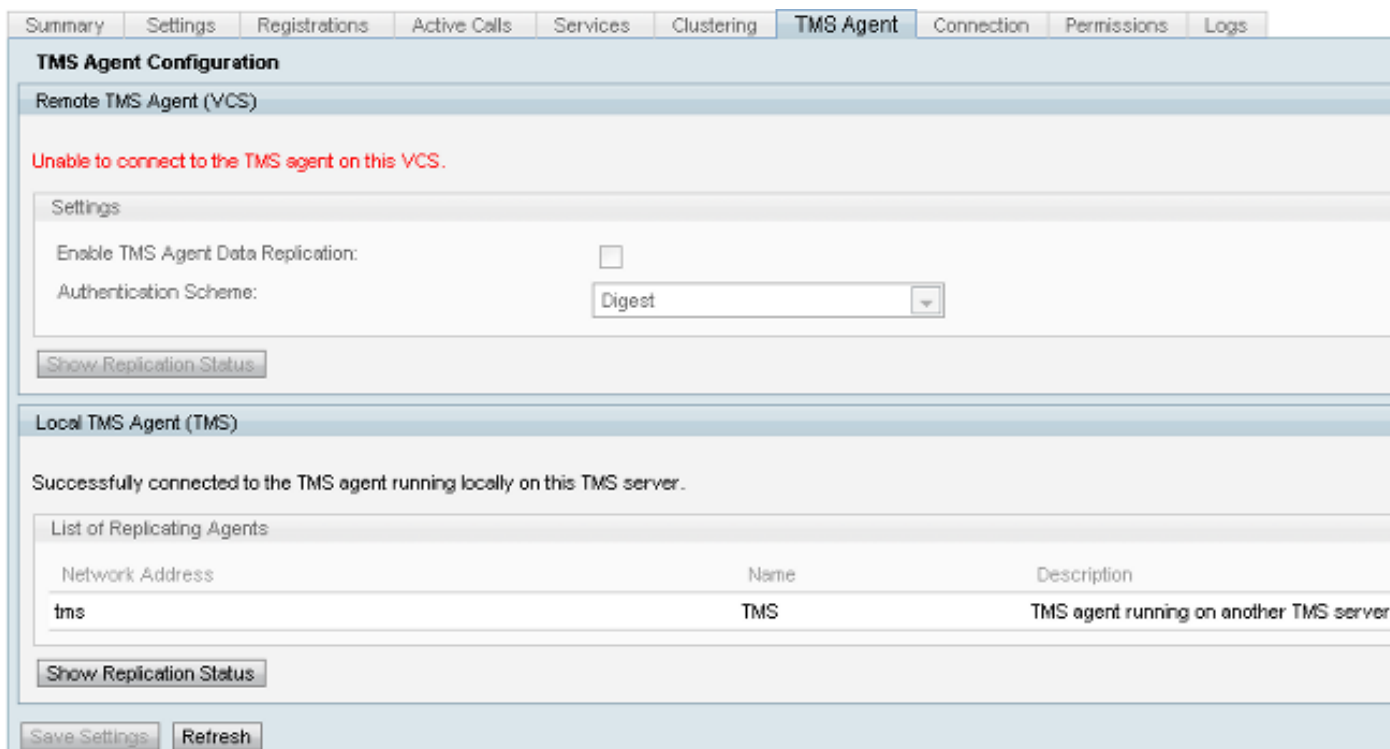 Summary Settings Registrations Active Calls Services Clustering TMS Agent Connection Permissions Logs
TMS Agent Configuration
Remote TMS Agent (VCS)
Unable to connect to the TMS agent on this VCS.
Settings
Enable TMS Agent Data Replication:
Authentication Scheme: Digest
Show Replication Status
Local TMS Agent (TMS)
Successfully connected to the TMS agent running locally on this TMS server.
List of Replicating Agents
Network Address Name Description
tms TMS TMS agent running on another TMS server
Show Replication Status
Save Settings Refresh